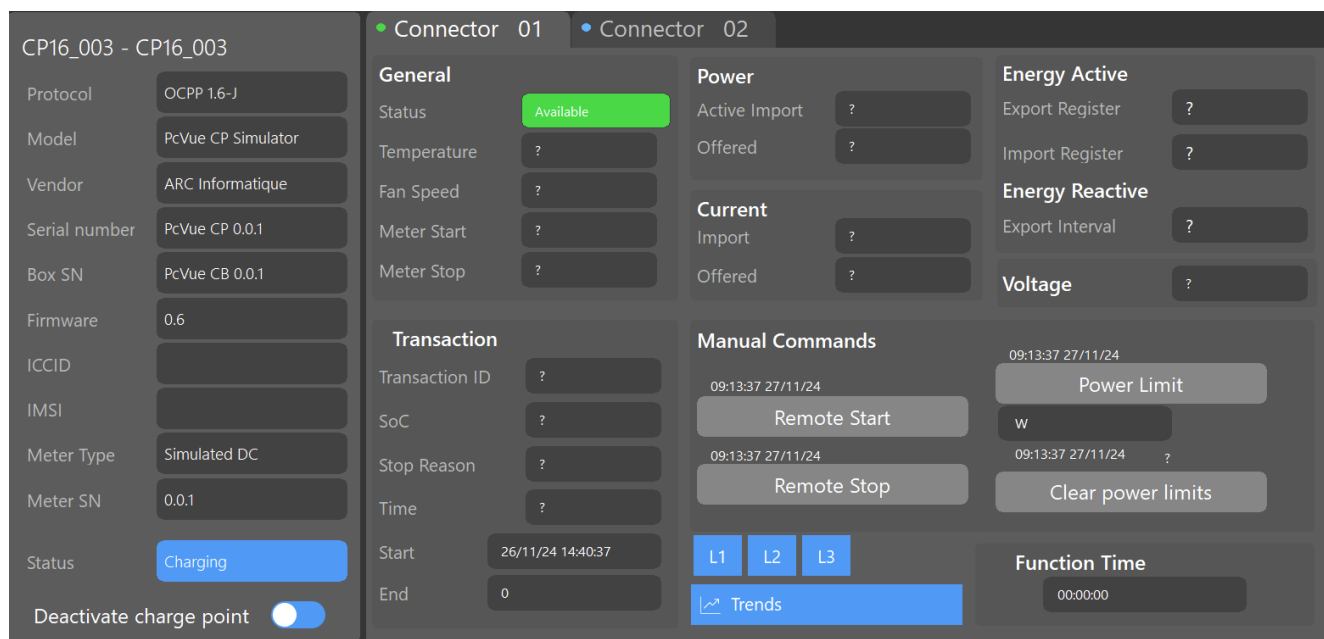 CP16_003 - CP16_003
Protocol OCPP 1.6-J
Model PcVue CP Simulator
Vendor ARC Informatique
Serial number PcVue CP 0.0.1
Box SN PcVue CB 0.0.1
Firmware 0.6
ICCID
IMSI
Meter Type Simulated DC
Meter SN 0.0.1
Status Charging
Deactivate charge point
Connector 01
Connector 02
General
Status Available
Temperature ?
Fan Speed ?
Meter Start ?
Meter Stop ?
Power
Active Import ?
Offered ?
Current
Import ?
Offered ?
Energy Active
Export Register ?
Import Register ?
Energy Reactive
Export Interval ?
Voltage ?
Transaction
Transaction ID ?
SoC ?
Stop Reason ?
Time ?
Start 26/11/24 14:40:37
End 0
Manual Commands
09:13:37 27/11/24
Remote Start
09:13:37 27/11/24
Remote Stop
09:13:37 27/11/24
Power Limit
W
09:13:37 27/11/24 ?
Clear power limits
L1 L2 L3
Trends
Function Time
00:00:00